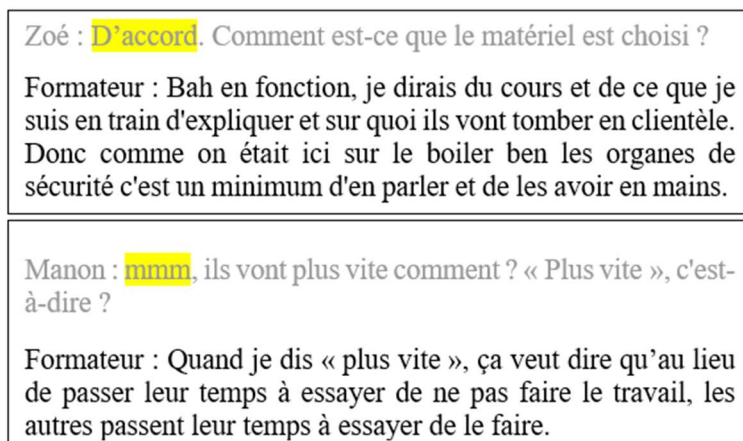 Zoé : D’accord. Comment est-ce que le matériel est choisi ?
Formateur : Bah en fonction, je dirais du cours et de ce que je
suis en train d'expliquer et sur quoi ils vont tomber en clientèle.
Donc comme on était ici sur le boiler ben les organes de
sécurité c'est un minimum d'en parler et de les avoir en mains.
Manon : mmm, ils vont plus vite comment ? « Plus vite », c'est-
à-dire ?
Formateur : Quand je dis « plus vite », ça veut dire qu’au lieu
de passer leur temps à essayer de ne pas faire le travail, les
autres passent leur temps à essayer de le faire.